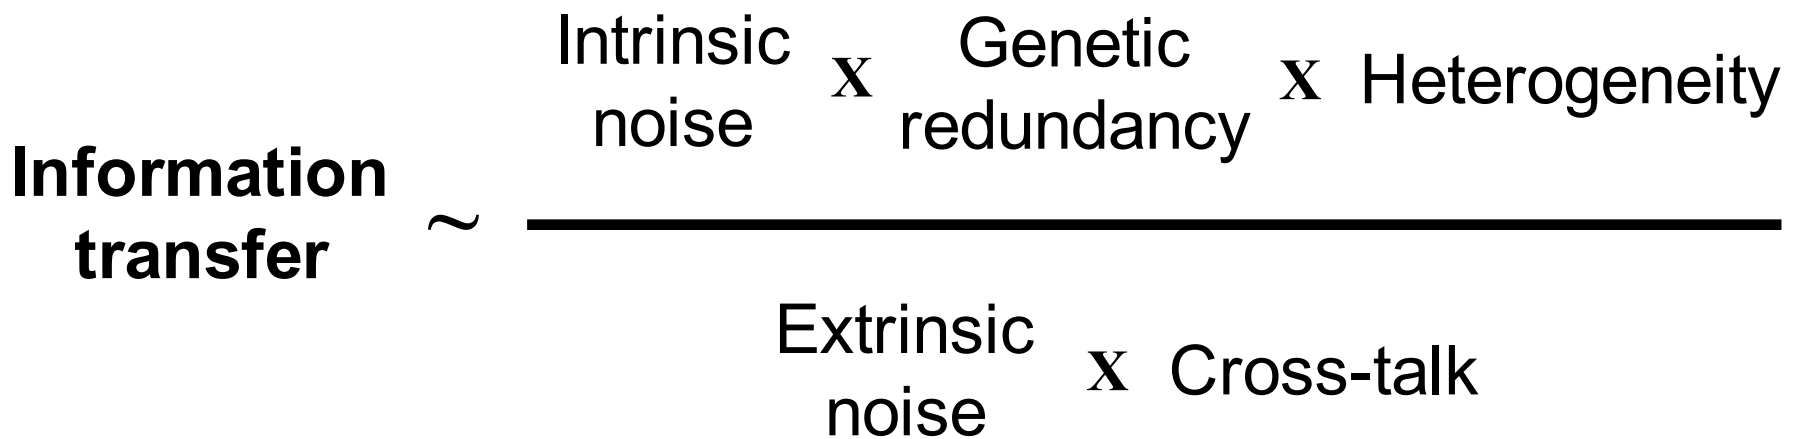 Intrinsic noise x Genetic redundancy x Heterogeneity
Information transfer ~
Extrinsic noise x Cross-talk